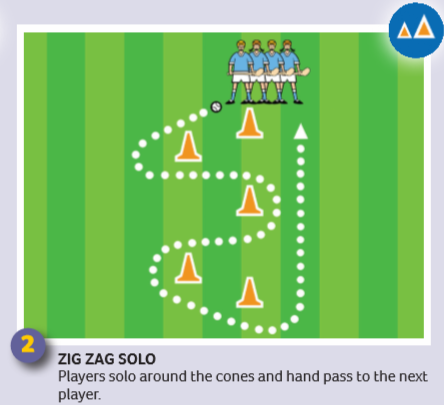 2
ZIG ZAG SOLO
Players solo around the cones and hand pass to the next
player.